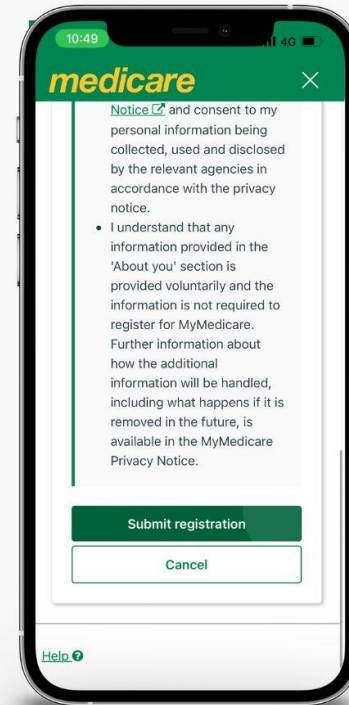 10:49
4G
medicare
Notice and consent to my
personal information being
collected, used and disclosed
by the relevant agencies in
accordance with the privacy
notice.
• I understand that any
information provided in the
'About you' section is
provided voluntarily and the
information is not required to
register for MyMedicare.
Further information about
how the additional
information will be handled,
including what happens if it is
removed in the future, is
available in the MyMedicare
Privacy Notice.
Submit registration
Cancel
Help